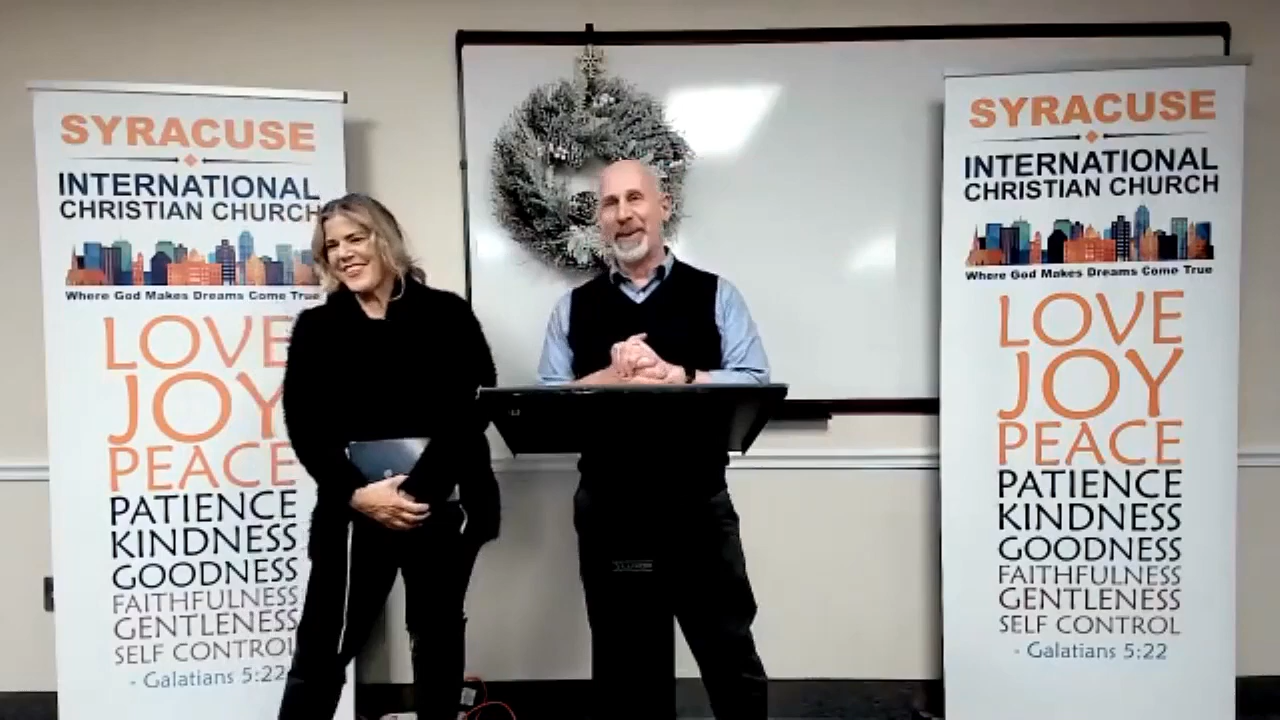 SYRACUSE
INTERNATIONAL
CHRISTIAN CHURCH
Where God Makes Dreams Come True
LOVE
JOY
PEACE
PATIENCE
KINDNESS
GOODNESS
FAITHFULNESS
GENTLENESS
SELF CONTROL
- Galatians 5:22
SYRACUSE
INTERNATIONAL
CHRISTIAN CHURCH
Where God Makes Dreams Come True
LOVE
JOY
PEACE
PATIENCE
KINDNESS
GOODNESS
FAITHFULNESS
GENTLENESS
SELF CONTROL
- Galatians 5:22